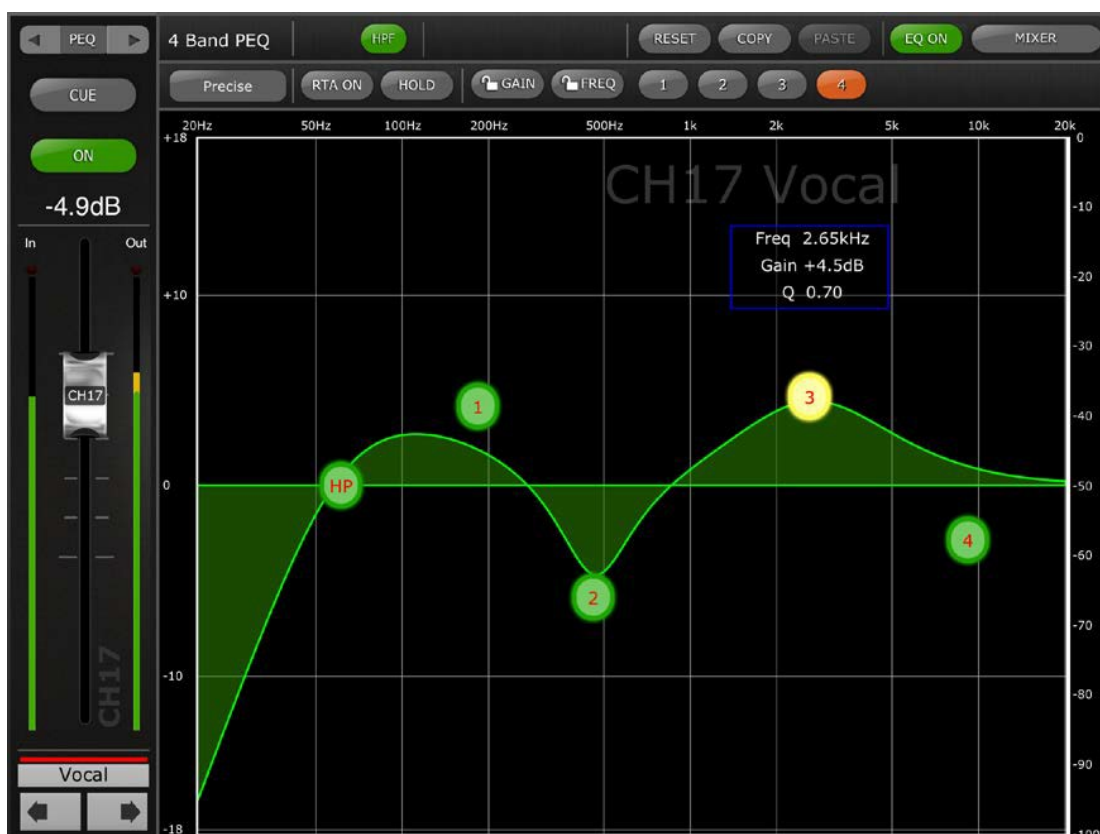 PEQ
4 Band PEQ
HPF
RESET
COPY
PASTE
EQ ON
MIXER
CUE
Precise
RTA ON
HOLD
GAIN
FREQ
1
2
3
4
ON
-4.9dB
In
Out
CH17
CH17
Vocal
20Hz
50Hz
100Hz
200Hz
500Hz
1k
2k
5k
10k
20k
+18
+10
0
-10
-18
CH17 Vocal
Freq 2.65kHz
Gain +4.5dB
Q 0.70
HP
1
2
3
4
0
-10
-20
-30
-40
-50
-60
-70
-80
-90
-100